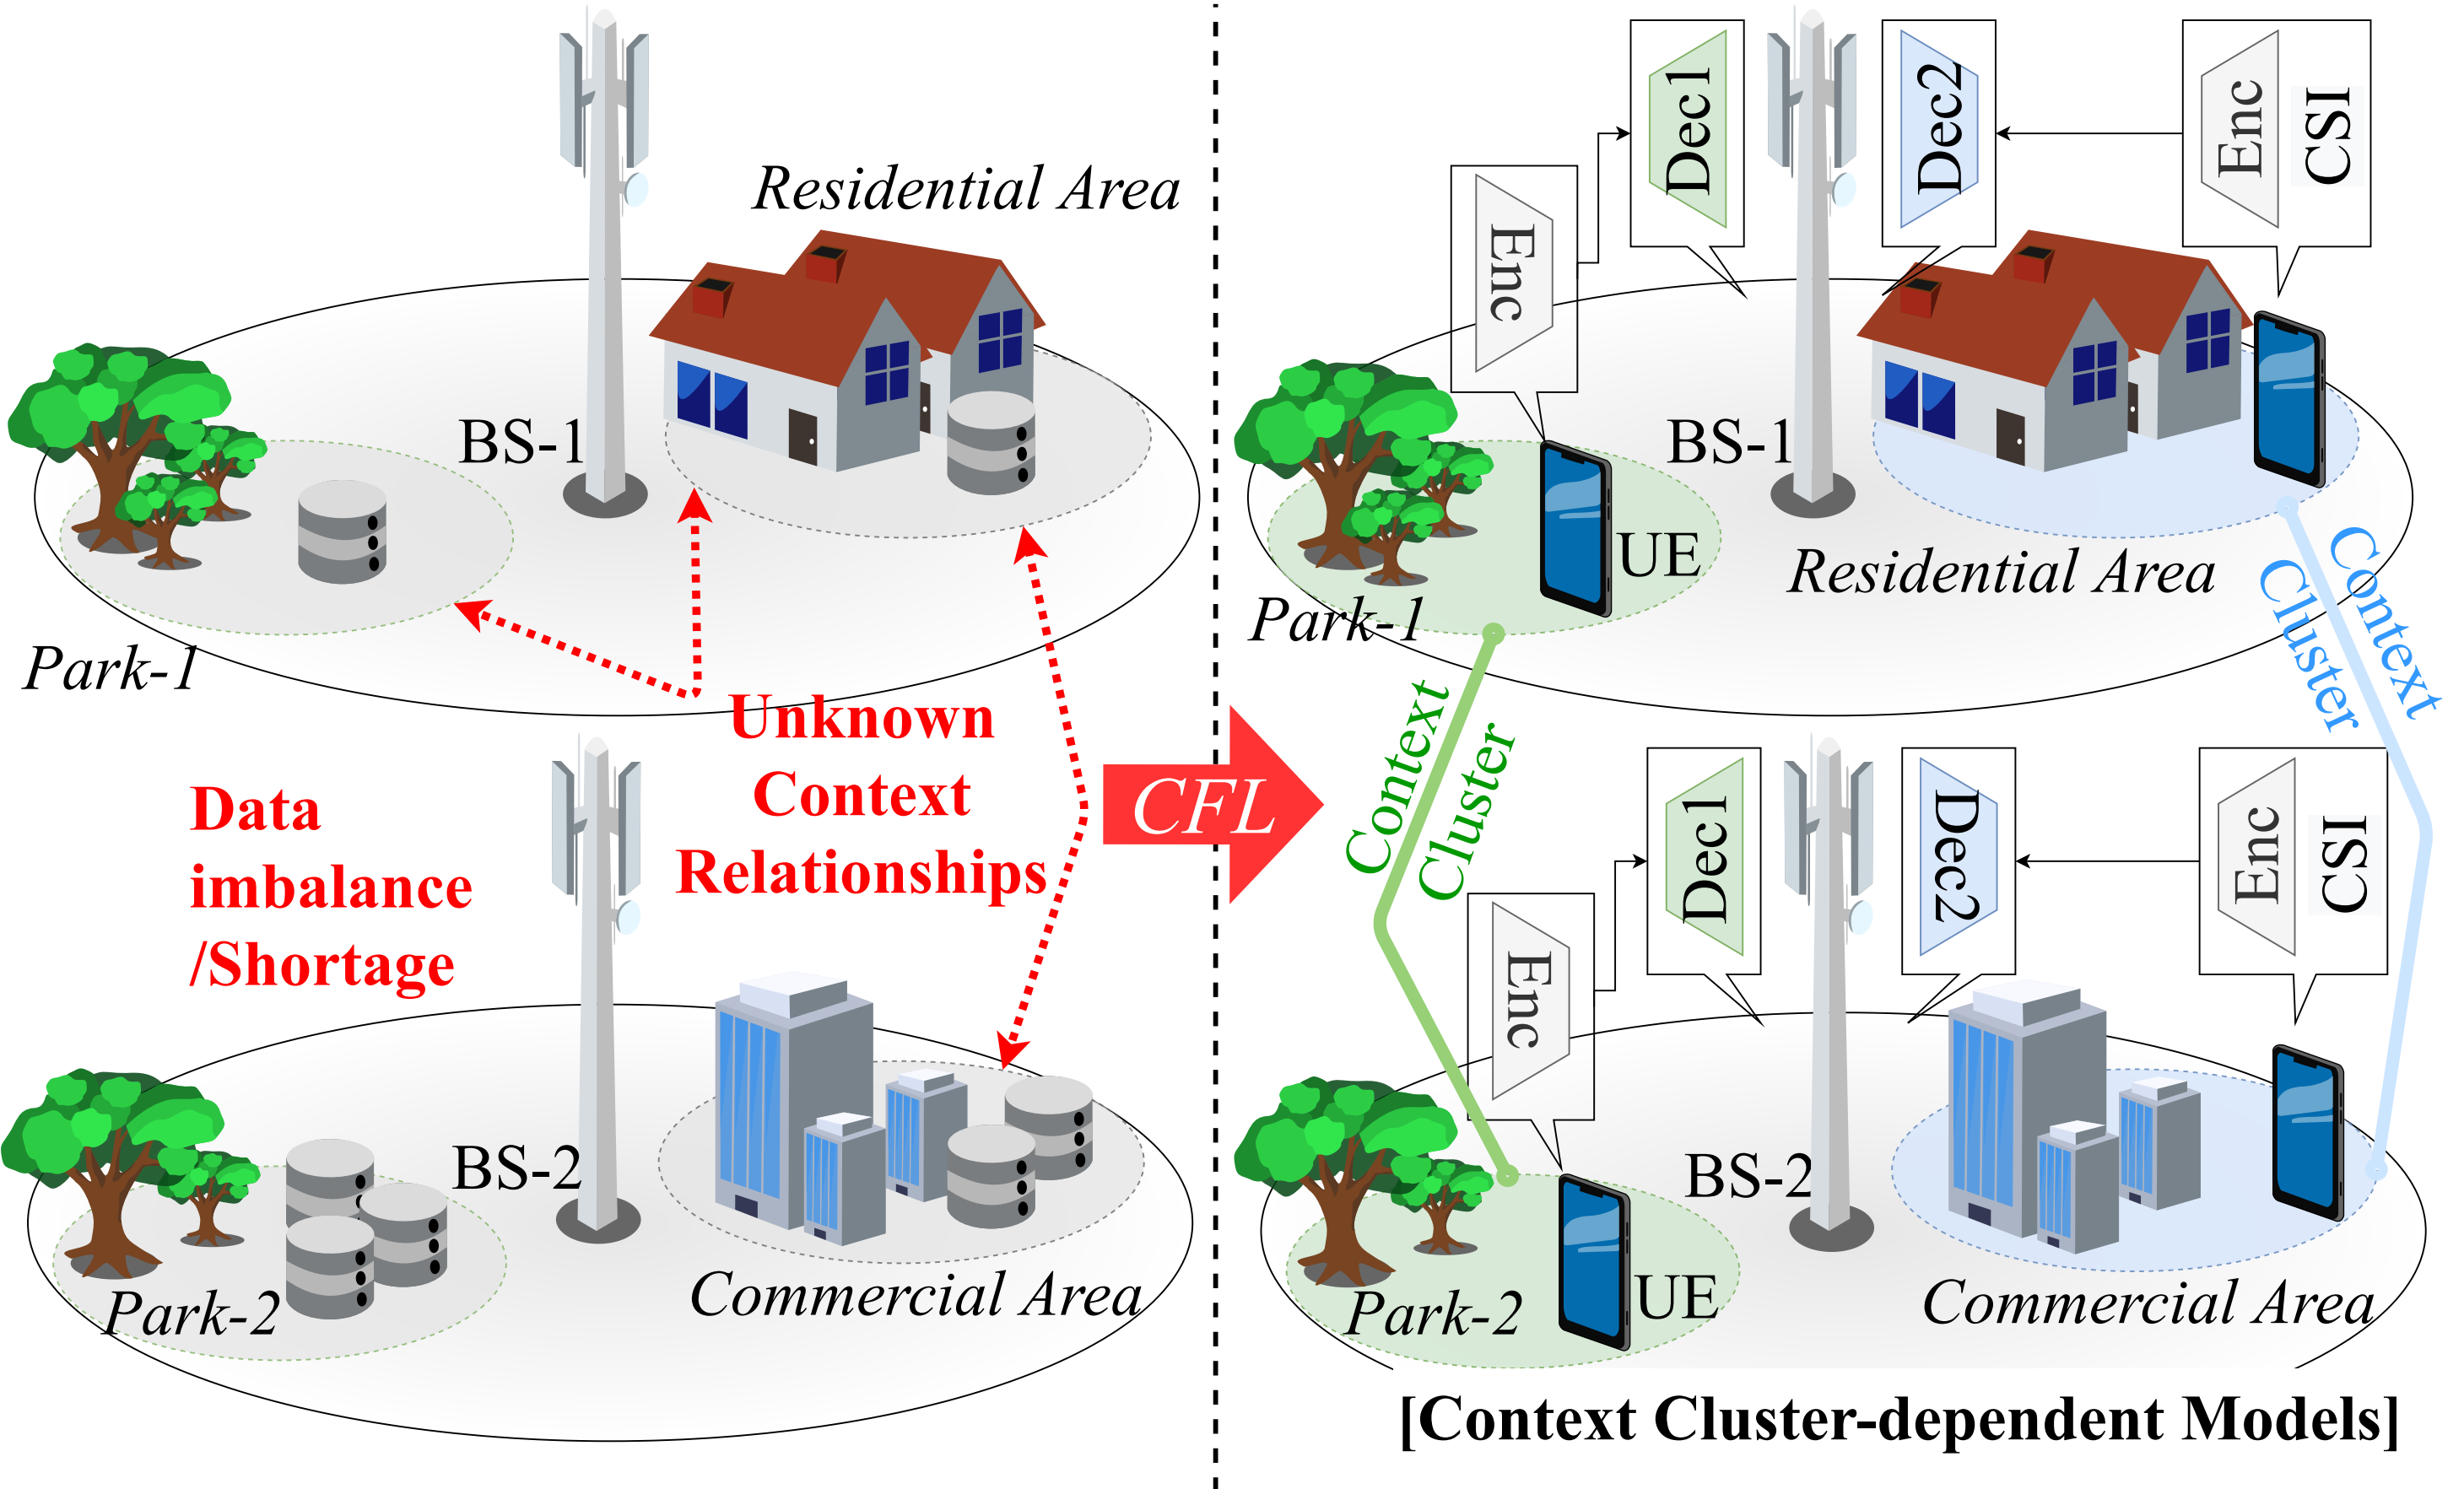 Residential Area
BS-1
Park-1
Unknown
Context
Relationships
Data
imbalance
/Shortage
BS-2
Park-2
Commercial Area
CFL
Enc
Dec1
Dec2
Enc
CSI
BS-1
UE
Park-1
Residential Area
Context
Cluster
Context
Cluster
Enc
Dec1
Dec2
Enc
CSI
BS-2
UE
Park-2
Commercial Area
[Context Cluster-dependent Models]